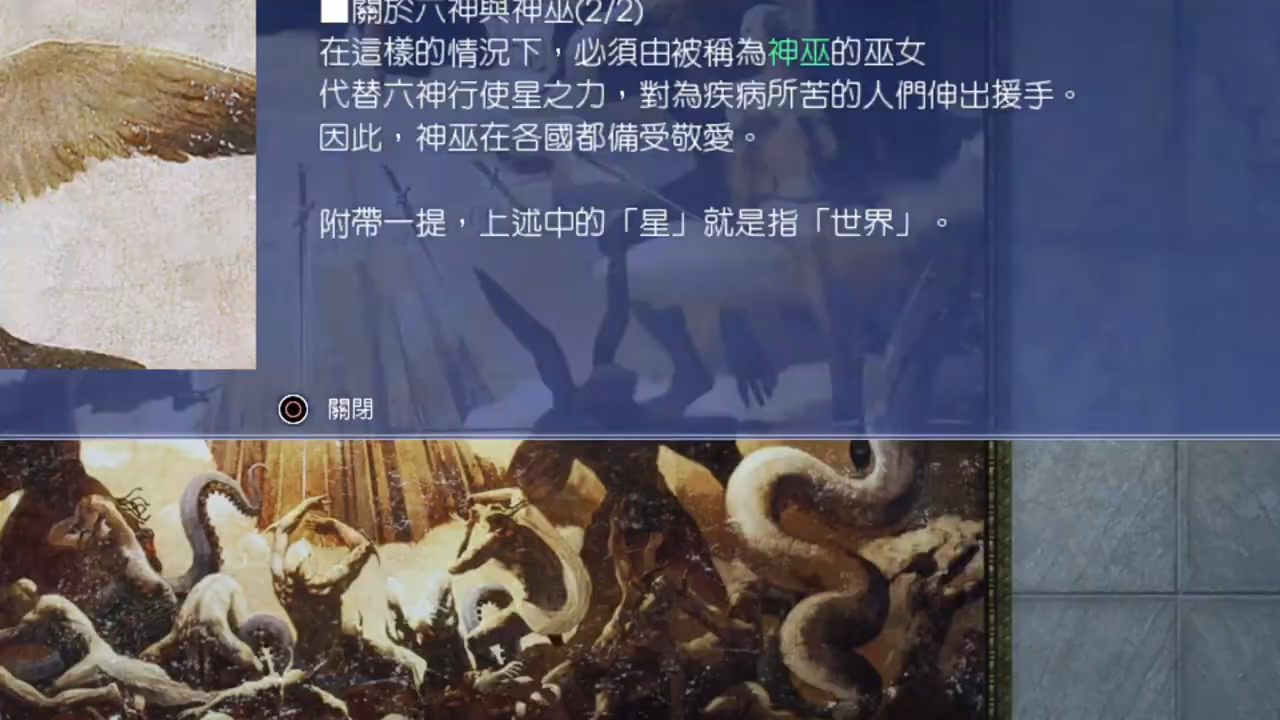 ■關於六神與神巫(2/2)
在這樣的情況下，必須由被稱為神巫的巫女
代替六神行使星之力，對為疾病所苦的人們伸出援手。
因此，神巫在各國都備受敬愛。
附帶一提，上述中的「星」就是指「世界」。
關閉